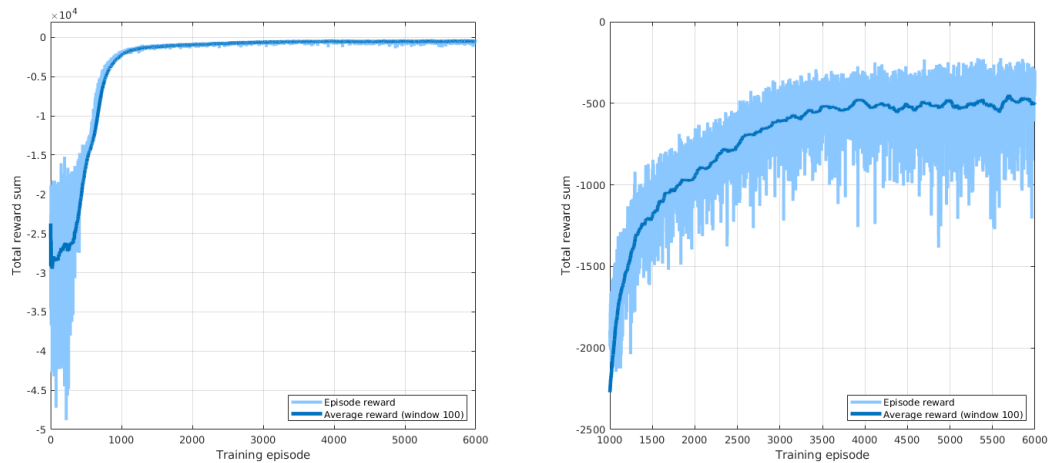 ×10⁴
0
-0.5
-1
-1.5
-2
-2.5
-3
-3.5
-4
-4.5
-5
0 1000 2000 3000 4000 5000 6000
Total reward sum
Training episode
Episode reward
Average reward (window 100)
0
-500
-1000
-1500
-2000
-2500
1000 1500 2000 2500 3000 3500 4000 4500 5000 5500 6000
Total reward sum
Training episode
Episode reward
Average reward (window 100)